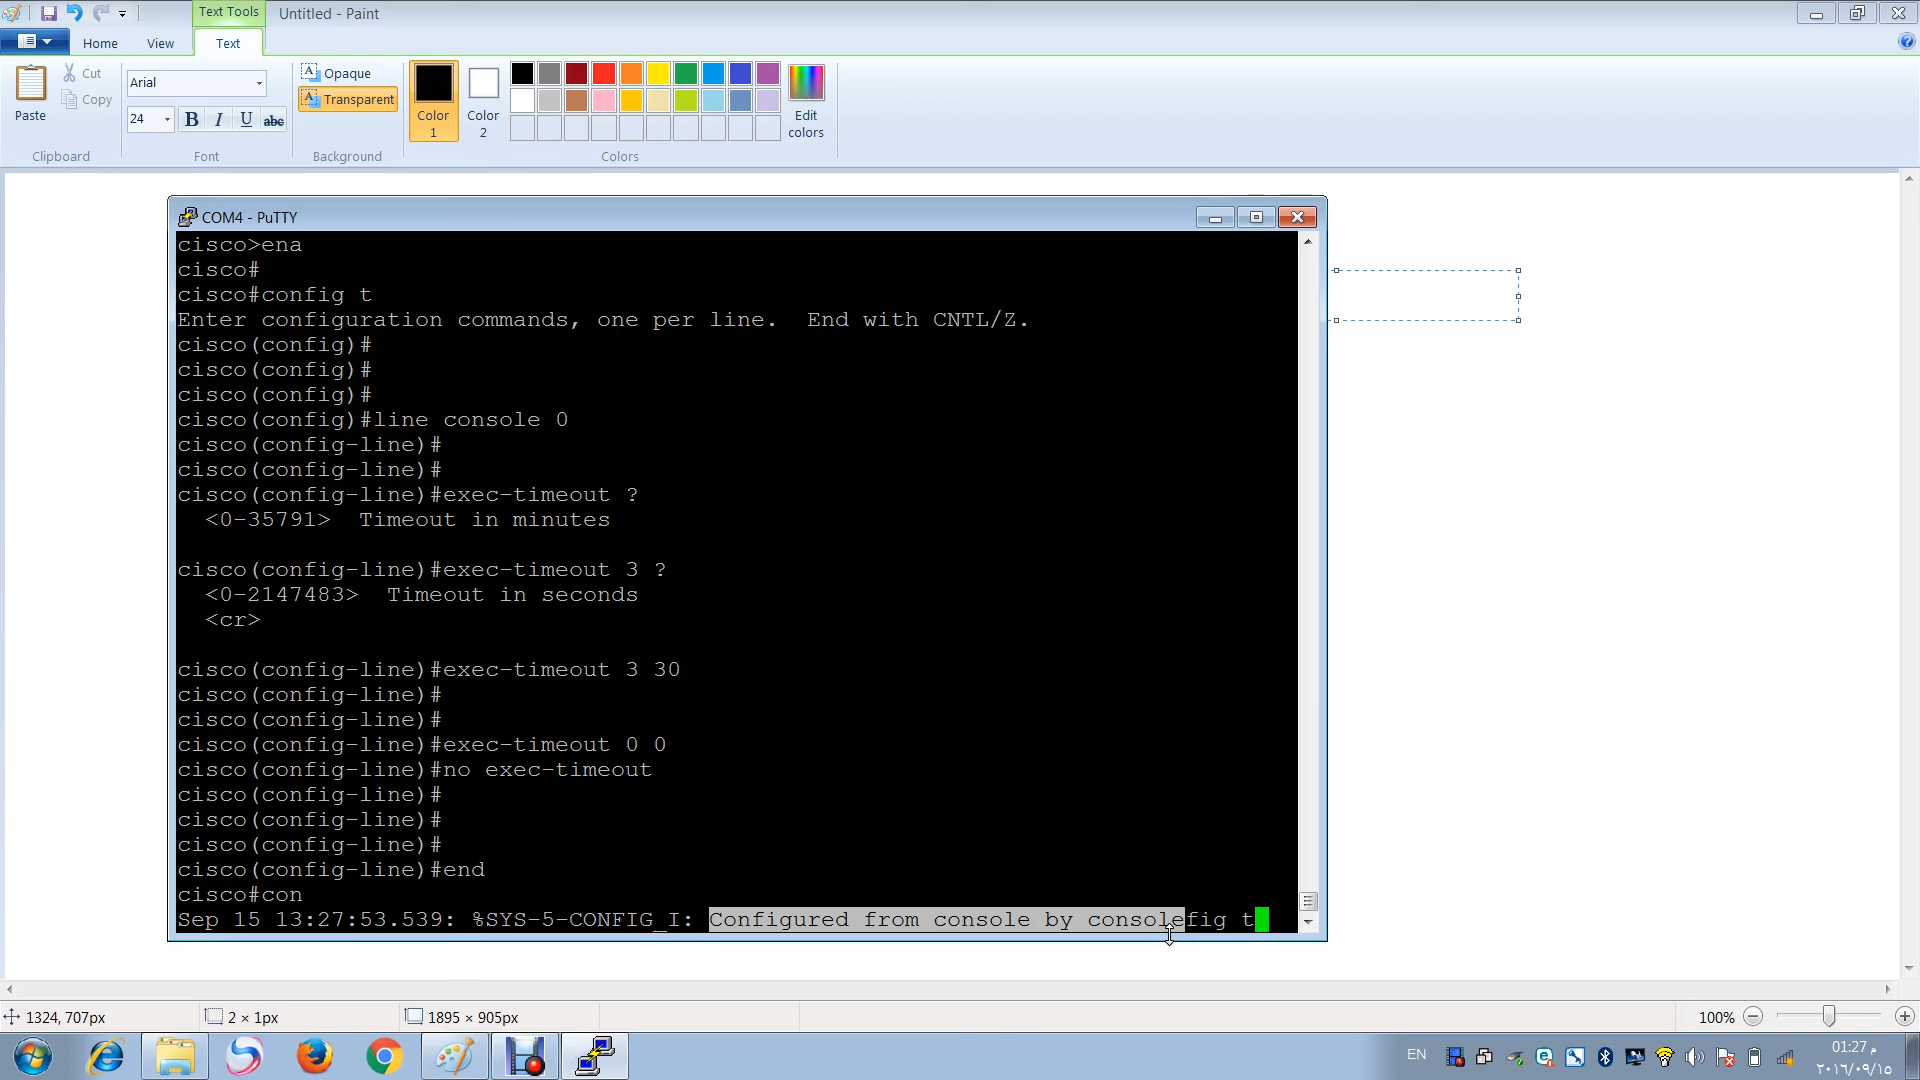 Text Tools
Untitled - Paint
Home
View
Text
Paste
Cut
Copy
Clipboard
Arial
24
B I U abc
Font
Opaque
Transparent
Background
Color 1
Color 2
Edit colors
Colors
COM4 - PuTTY
cisco>ena
cisco#
cisco#config t
Enter configuration commands, one per line.  End with CNTL/Z.
cisco(config)#
cisco(config)#
cisco(config)#
cisco(config)#line console 0
cisco(config-line)#
cisco(config-line)#
cisco(config-line)#exec-timeout ?
  <0-35791>  Timeout in minutes
cisco(config-line)#exec-timeout 3 ?
  <0-2147483>  Timeout in seconds
  <cr>
cisco(config-line)#exec-timeout 3 30
cisco(config-line)#
cisco(config-line)#
cisco(config-line)#exec-timeout 0 0
cisco(config-line)#no exec-timeout
cisco(config-line)#
cisco(config-line)#
cisco(config-line)#
cisco(config-line)#end
cisco#con
Sep 15 13:27:53.539: %SYS-5-CONFIG_I: Configured from console by consolefig t
1324, 707px
2 × 1px
1895 × 905px
100%
EN
01:27 م
٢٠١٦/٠٩/١٥